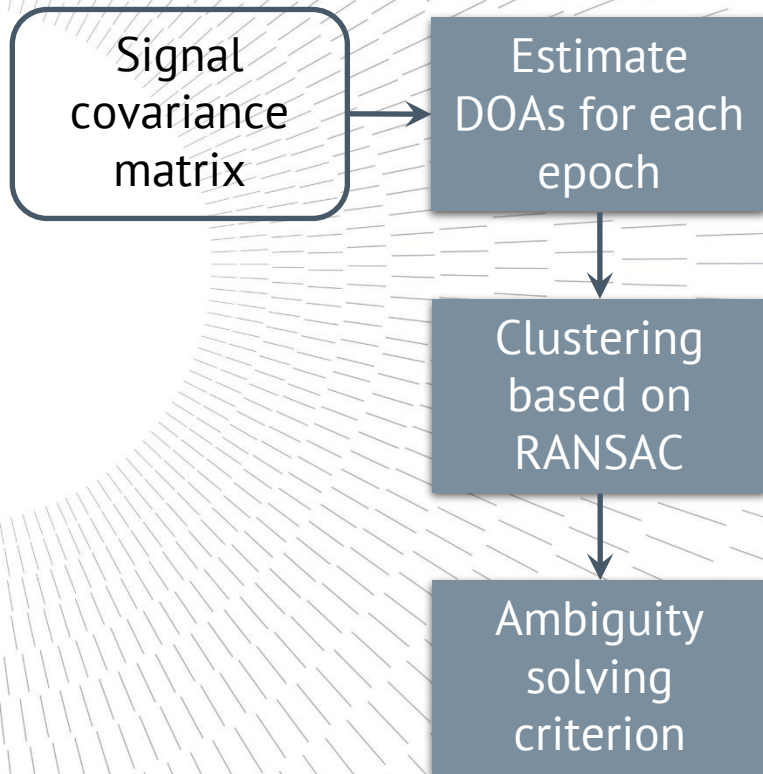 Signal
covariance
matrix
Estimate
DOAs for each
epoch
Clustering
based on
RANSAC
Ambiguity
solving
criterion